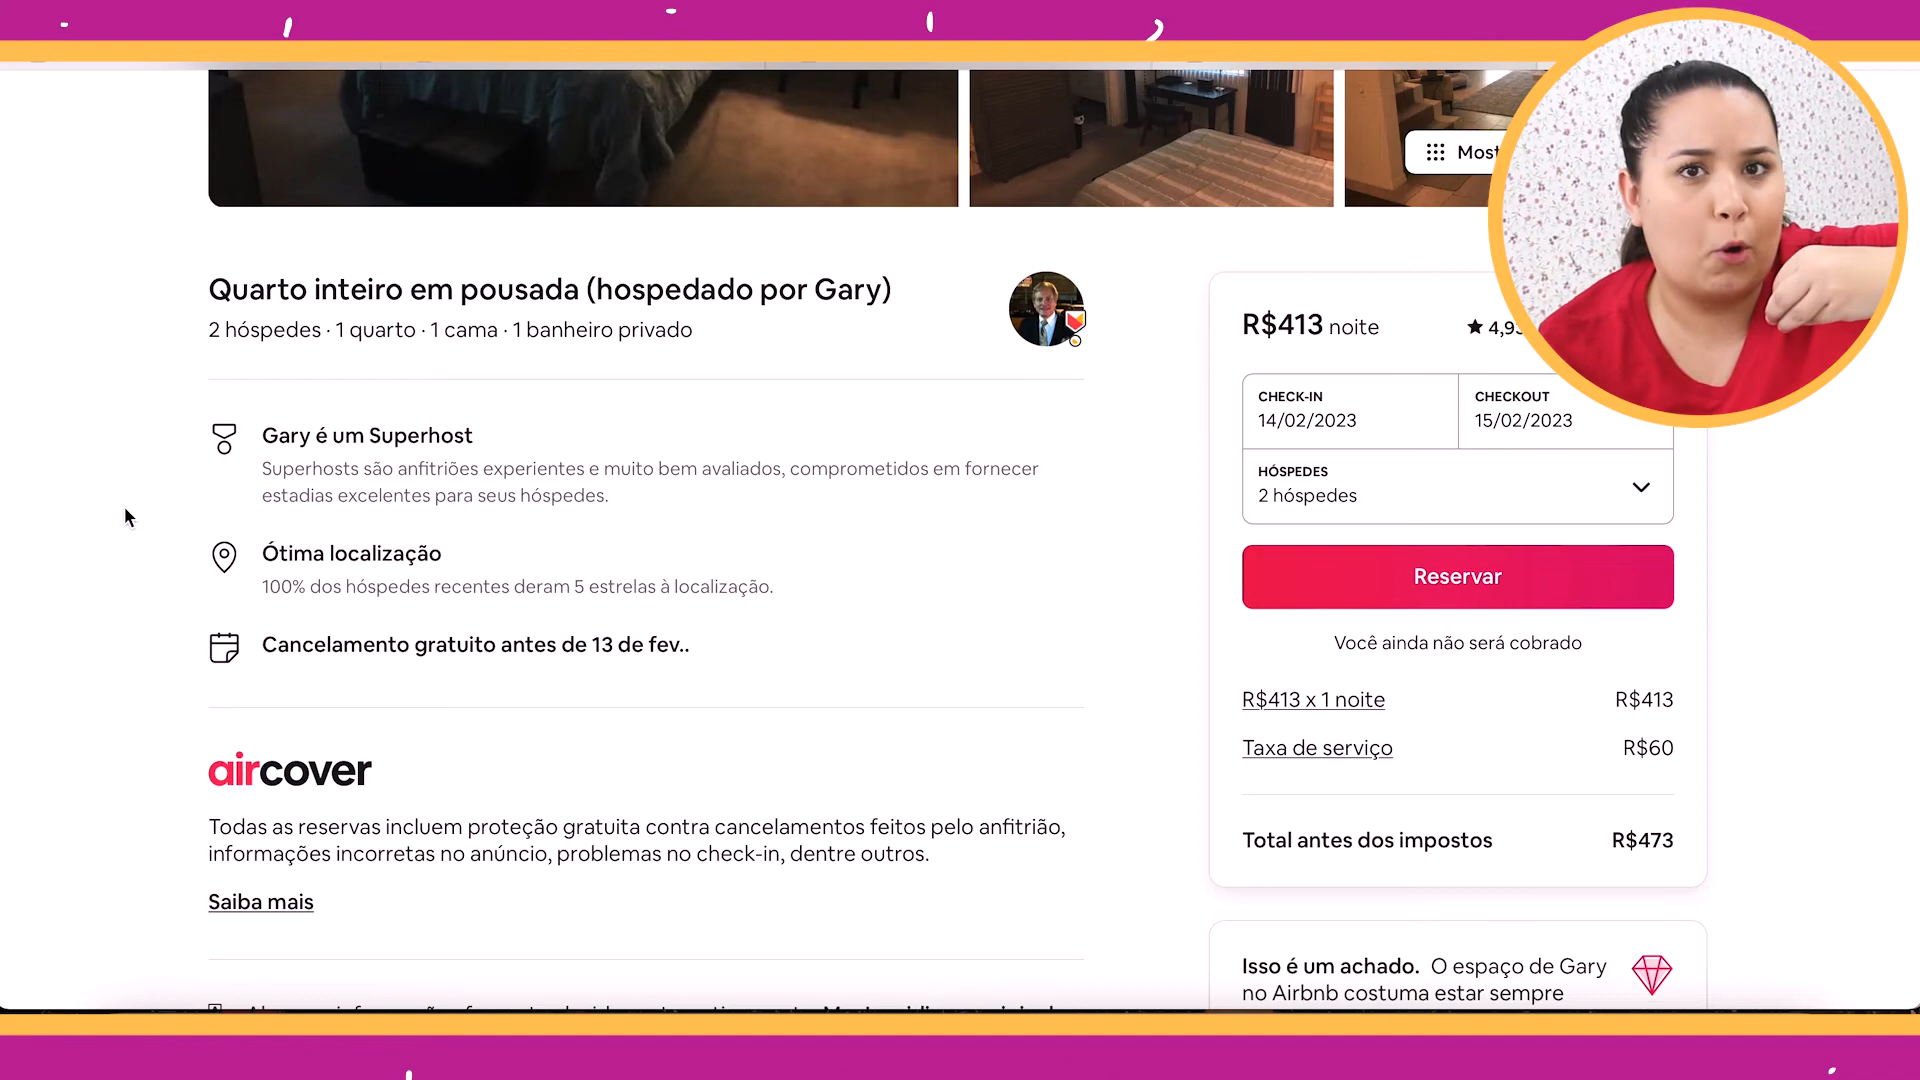 Quarto inteiro em pousada (hospedado por Gary)
2 hóspedes · 1 quarto · 1 cama · 1 banheiro privado
Gary é um Superhost
Superhosts são anfitriões experientes e muito bem avaliados, comprometidos em fornecer
estadias excelentes para seus hóspedes.
Ótima localização
100% dos hóspedes recentes deram 5 estrelas à localização.
Cancelamento gratuito antes de 13 de fev..
aircover
Todas as reservas incluem proteção gratuita contra cancelamentos feitos pelo anfitrião,
informações incorretas no anúncio, problemas no check-in, dentre outros.
Saiba mais
Most
R$413 noite
CHECK-IN
14/02/2023
CHECKOUT
15/02/2023
HÓSPEDES
2 hóspedes
Reservar
Você ainda não será cobrado
R$413 x 1 noite R$413
Taxa de serviço R$60
Total antes dos impostos R$473
Isso é um achado. O espaço de Gary
no Airbnb costuma estar sempre